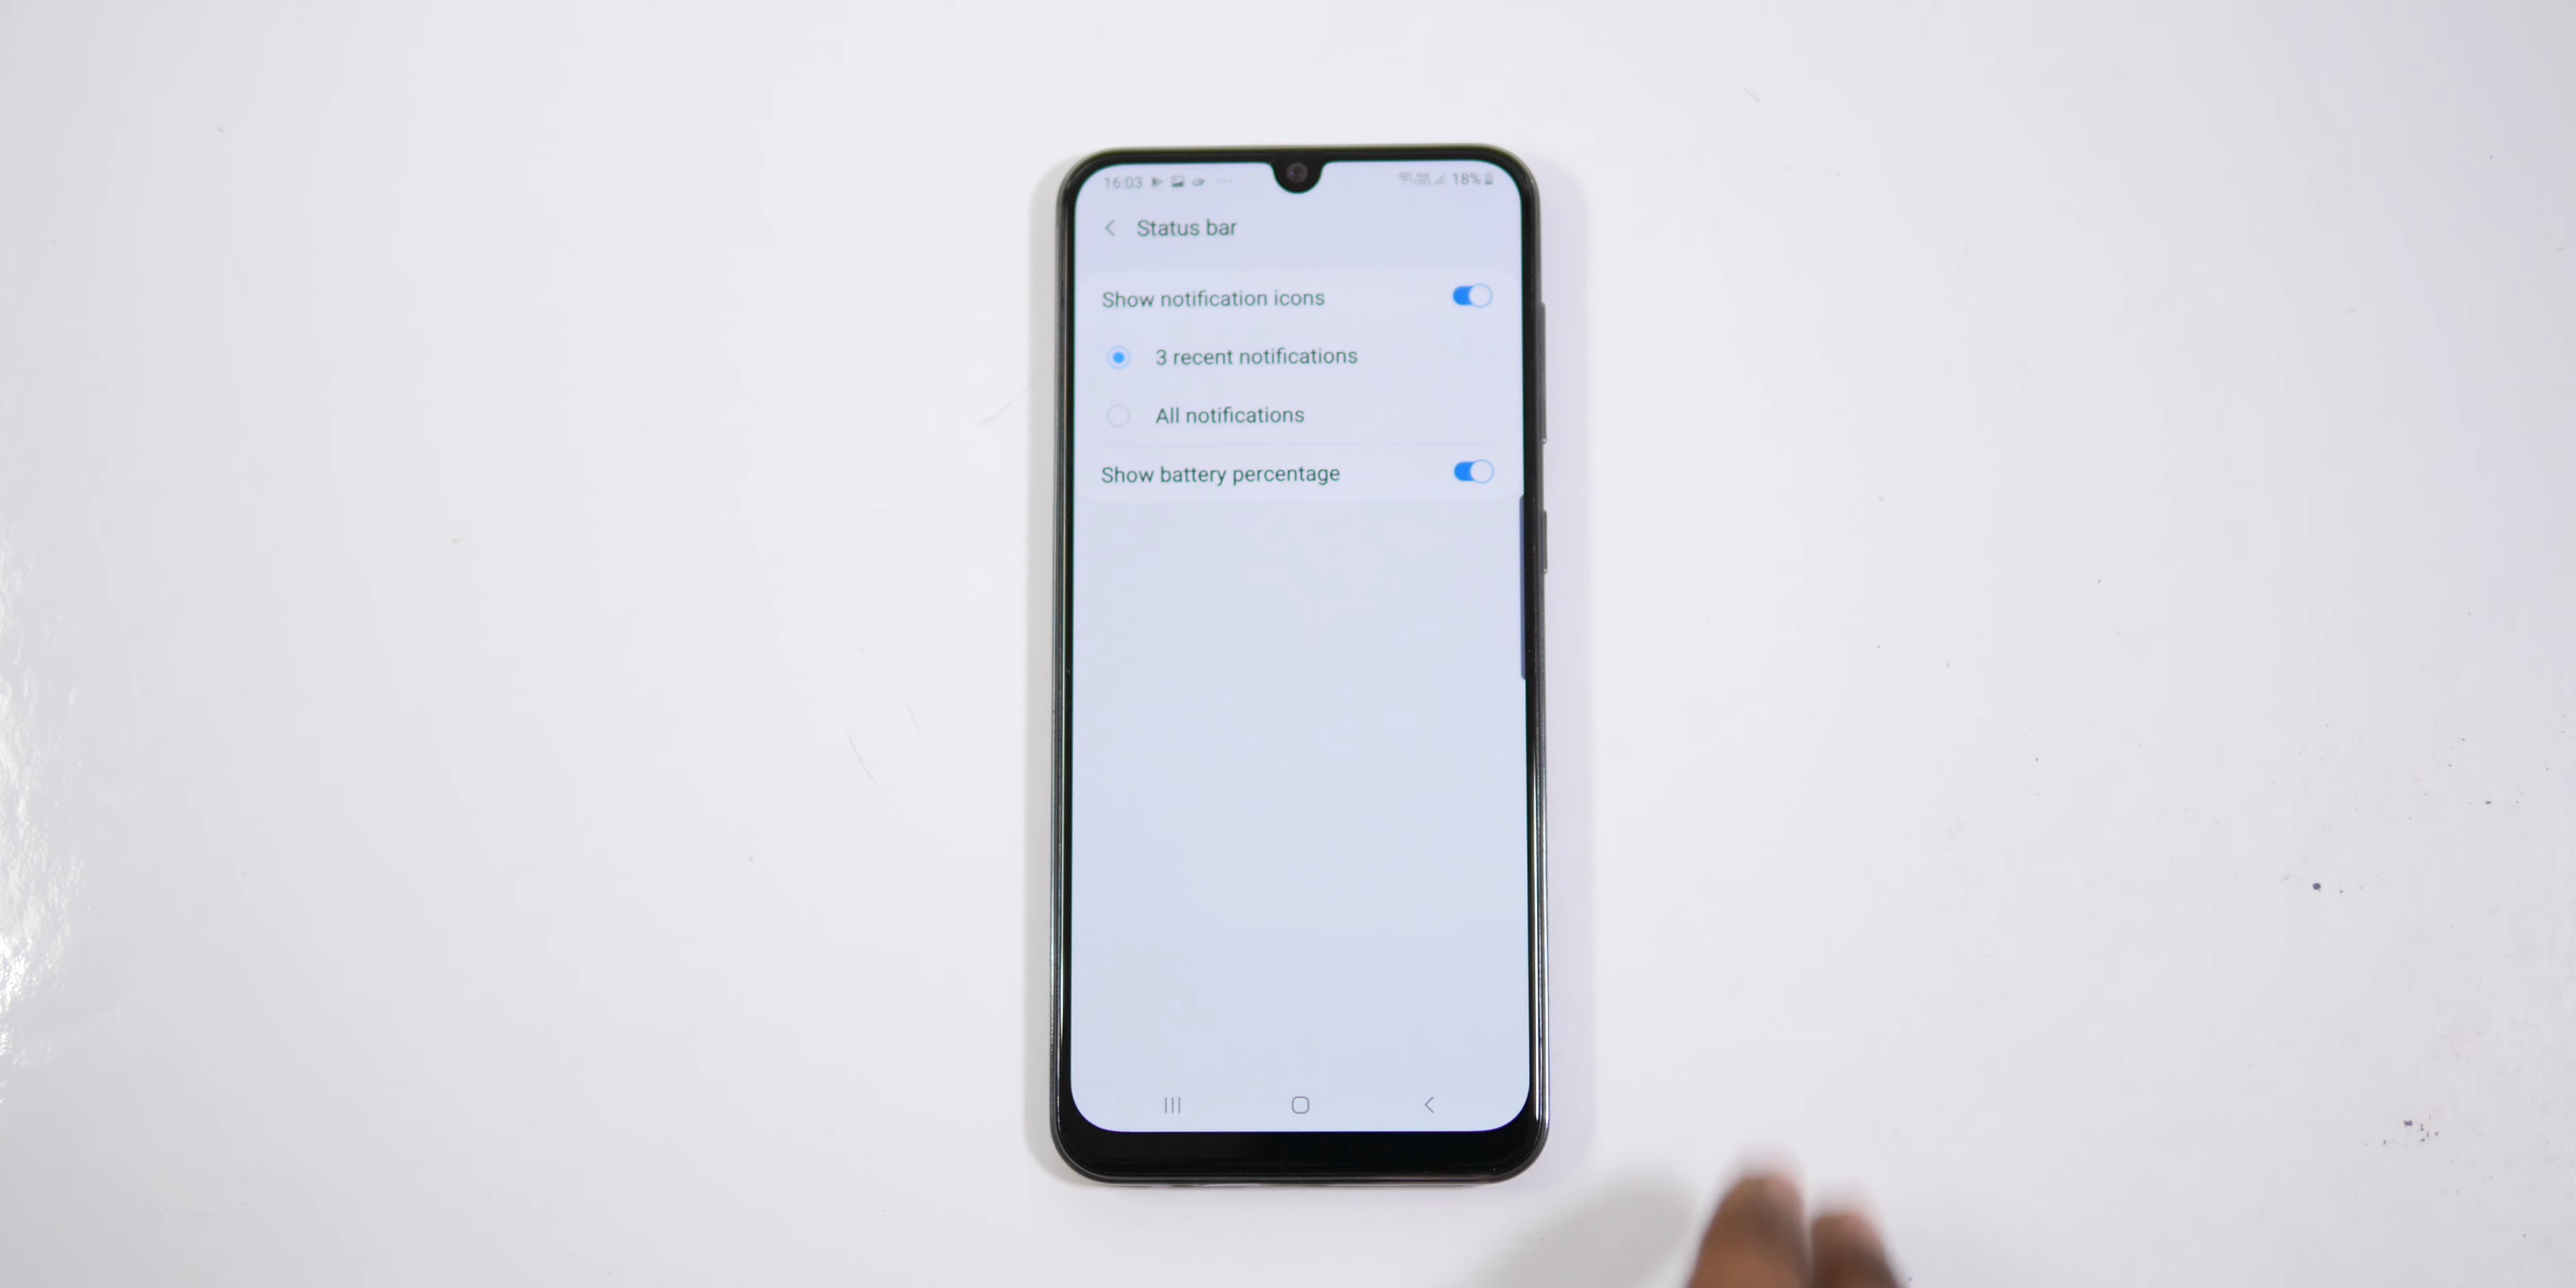 16:03 18%
Status bar
Show notification icons
3 recent notifications
All notifications
Show battery percentage